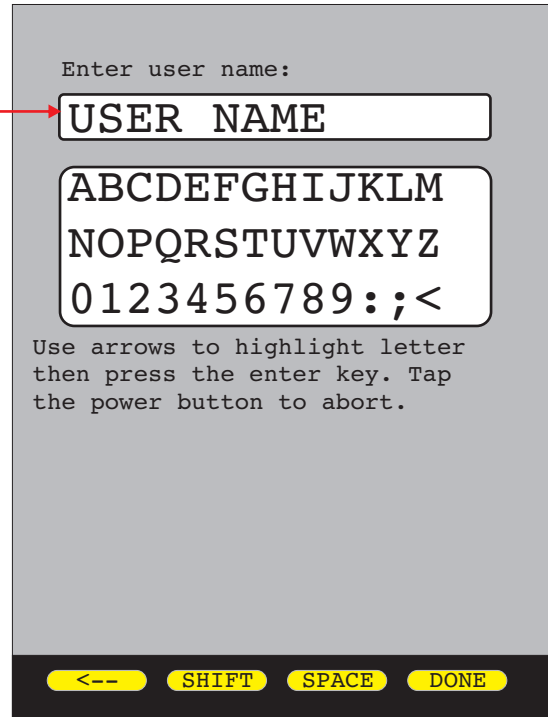 Enter user name:
USER NAME
ABCDEFGHIJKLM
NOPQRSTUVWXYZ
0123456789:;<
Use arrows to highlight letter
then press the enter key. Tap
the power button to abort.
<-- SHIFT SPACE DONE